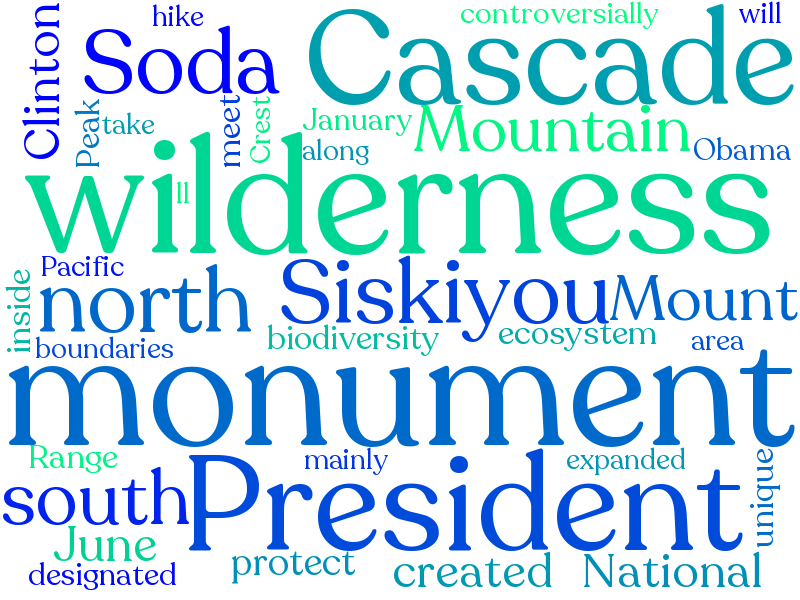 hike
controversially
will
Clinton
Soda
Cascade
Peak
take
meet
Crest
January
along
Mountain
Obama
wilderness
ll
Pacific
inside
north
Siskiyou
Mount
boundaries
biodiversity
ecosystem
area
monument
Range
mainly
expanded
unique
south
President
June
designated
protect
created
National